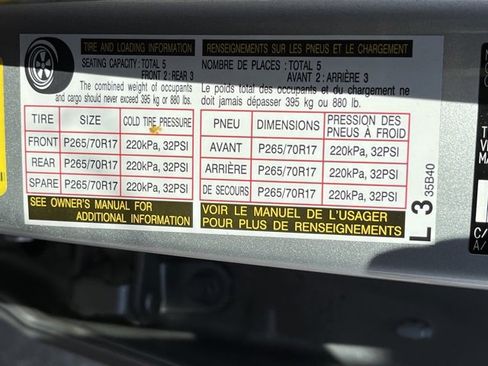 TIRE AND LOADING INFORMATION
SEATING CAPACITY: TOTAL 5
FRONT 2 : REAR 3
The combined weight of occupants
and cargo should never exceed 395 kg or 880 lbs.
TIRE SIZE COLD TIRE PRESSURE
FRONT P265/70R17 220kPa, 32PSI
REAR P265/70R17 220kPa, 32PSI
SPARE P265/70R17 220kPa, 32PSI
SEE OWNER'S MANUAL FOR
ADDITIONAL INFORMATION
RENSEIGNEMENTS SUR LES PNEUS ET LE CHARGEMENT
NOMBRE DE PLACES : TOTAL 5
AVANT 2 : ARRIÈRE 3
Le poids total des occupants et du chargement ne
doit jamais dépasser 395 kg ou 880 lb.
PNEU DIMENSIONS PRESSION DES
PNEUS À FROID
AVANT P265/70R17 220kPa, 32PSI
ARRIÈRE P265/70R17 220kPa, 32PSI
DE SECOURS P265/70R17 220kPa, 32PSI
VOIR LE MANUEL DE L'USAGER
POUR PLUS DE RENSEIGNEMENTS
L 3
35B40
T
VE
MA
C/
A/